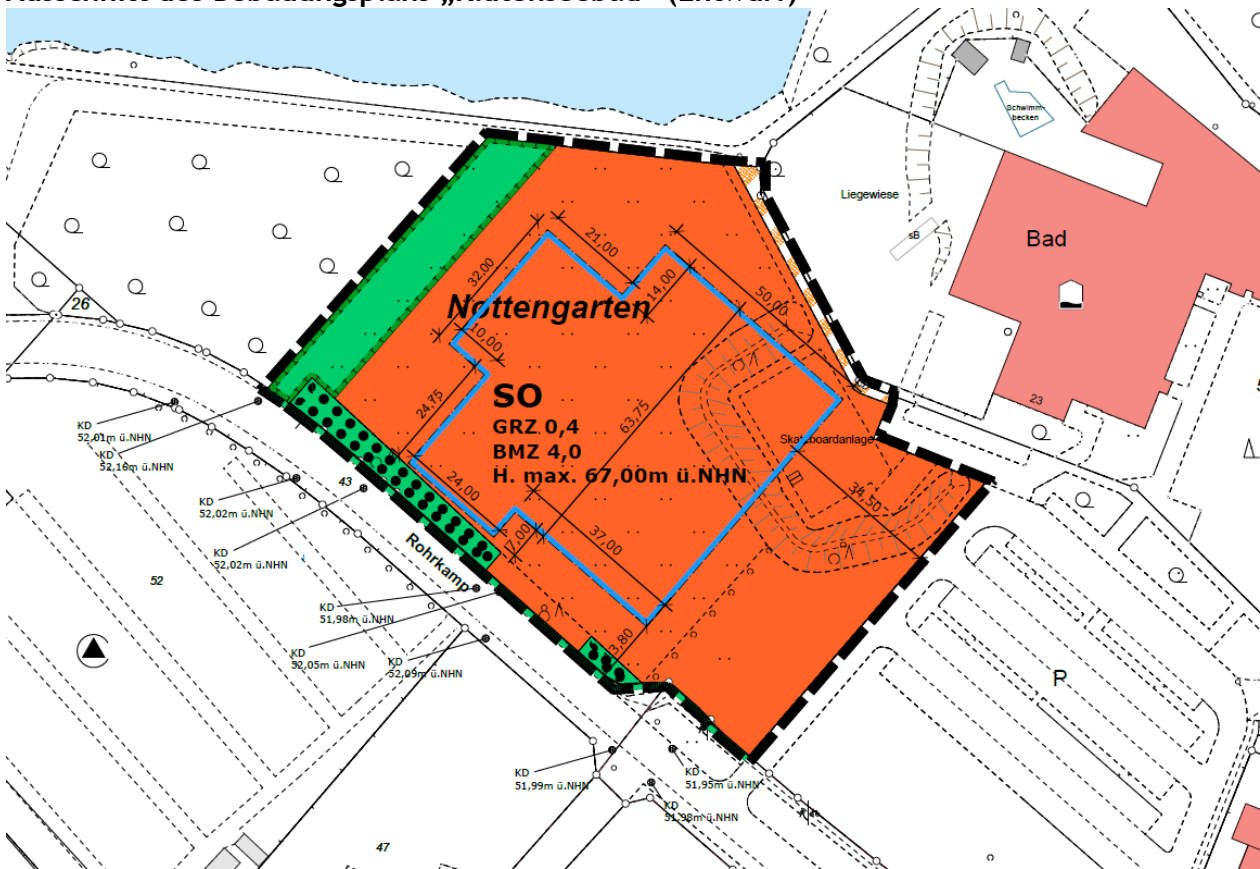 Schwimm-
becken
Liegewiese
sB
Bad
21,00
32,00
14,00
50,00
26
Nottengarten
10,00
SO
GRZ 0,4
BMZ 4,0
H. max. 67,00m ü.NHN
24,75
63,75
23
Skateboardanlage
KD
52,01m ü.NHN
KD
52,16m ü.NHN
43
24,00
34,50
KD
52,02m ü.NHN
7,00
37,00
KD
52,02m ü.NHN
Rohrkamp
52
KD
51,98m ü.NHN
KD
52,05m ü.NHN
KD
52,09m ü.NHN
3,80
P
KD
51,99m ü.NHN
KD
51,95m ü.NHN
KD
51,98m ü.NHN
47